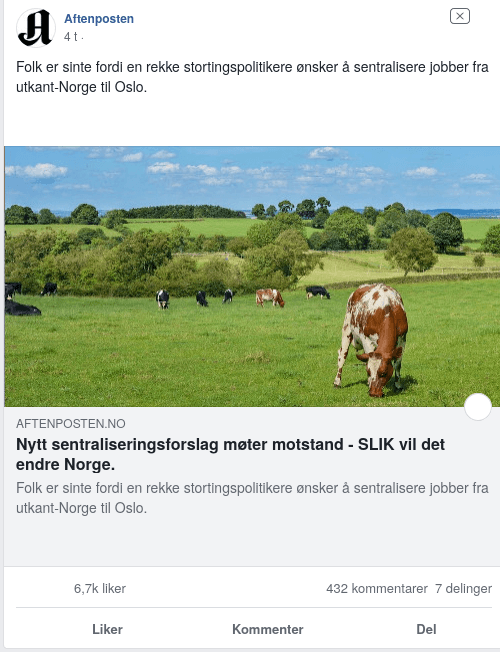 Aftenposten
4 t ·
Folk er sinte fordi en rekke stortingspolitikere ønsker å sentralisere jobber fra
utkant-Norge til Oslo.
AFTENPOSTEN.NO
Nytt sentraliseringsforslag møter motstand - SLIK vil det
endre Norge.
Folk er sinte fordi en rekke stortingspolitikere ønsker å sentralisere jobber fra
utkant-Norge til Oslo.
6,7k liker 432 kommentarer 7 delinger
Liker Kommenter Del